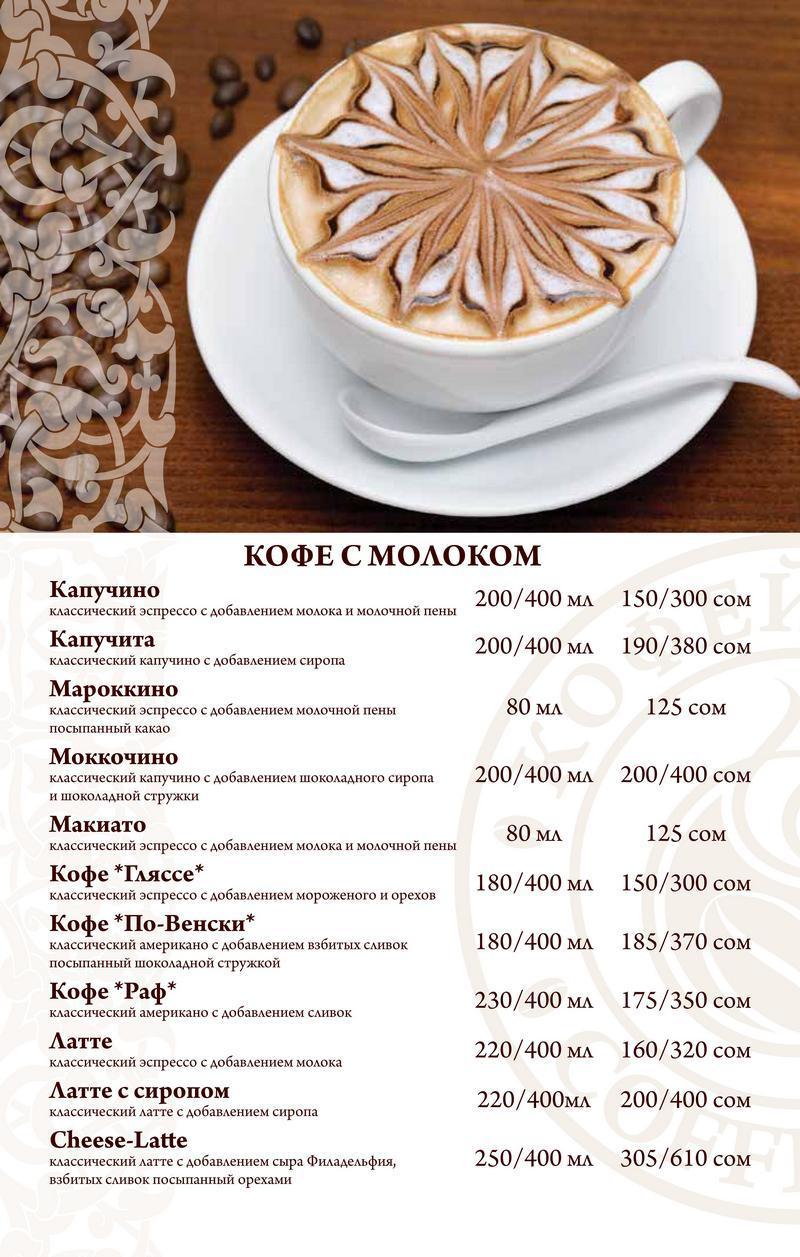 КОФЕ С МОЛОКОМ
Капучино
классический эспрессо с добавлением молока и молочной пены
200/400 мл 150/300 сом
Капучита
классический капучино с добавлением сиропа
200/400 мл 190/380 сом
Мароккино
классический эспрессо с добавлением молочной пены
посыпанный какао
80 мл 125 сом
Моккочино
классический капучино с добавлением шоколадного сиропа
и шоколадной стружки
200/400 мл 200/400 сом
Макиато
классический эспрессо с добавлением молока и молочной пены
80 мл 125 сом
Кофе *Гляссе*
классический эспрессо с добавлением мороженого и орехов
180/400 мл 150/300 сом
Кофе *По-Венски*
классический американо с добавлением взбитых сливок
посыпанный шоколадной стружкой
180/400 мл 185/370 сом
Кофе *Раф*
классический американо с добавлением сливок
230/400 мл 175/350 сом
Латте
классический эспрессо с добавлением молока
220/400 мл 160/320 сом
Латте с сиропом
классический латте с добавлением сиропа
220/400мл 200/400 сом
Cheese-Latte
классический латте с добавлением сыра Филадельфия,
взбитых сливок посыпанный орехами
250/400 мл 305/610 сом